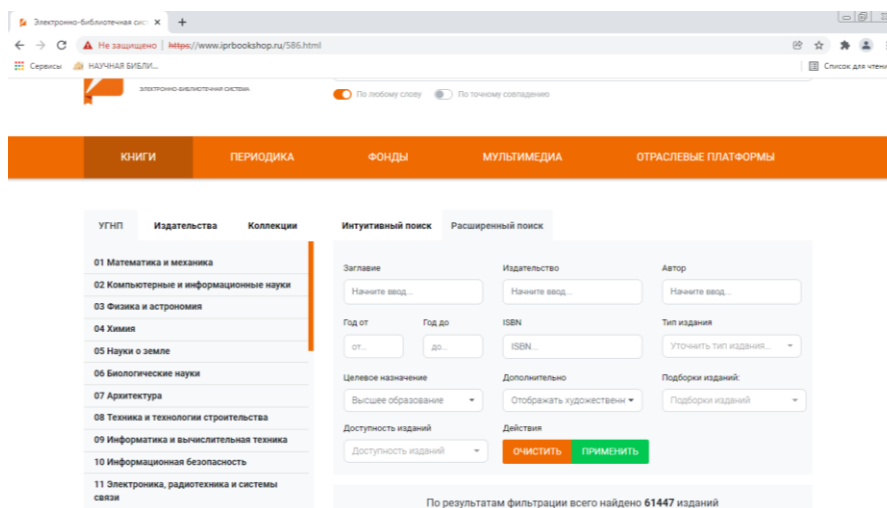 Электронно-библиотечная сис
Не защищено | https://www.iprbookshop.ru/586.html
Сервисы НАУЧНАЯ БИБЛИ... Список для чтени
ЭЛЕКТРОННО-БИБЛИОТЕЧНАЯ СИСТЕМА
По любому слову По точному совпадению
КНИГИ ПЕРИОДИКА ФОНДЫ МУЛЬТИМЕДИА ОТРАСЛЕВЫЕ ПЛАТФОРМЫ
УГНП Издательства Коллекции
01 Математика и механика
02 Компьютерные и информационные науки
03 Физика и астрономия
04 Химия
05 Науки о земле
06 Биологические науки
07 Архитектура
08 Техника и технологии строительства
09 Информатика и вычислительная техника
10 Информационная безопасность
11 Электроника, радиотехника и системы
связи
Интуитивный поиск Расширенный поиск
Заглавие Издательство Автор
Начните ввод... Начните ввод... Начните ввод...
Год от Год до ISBN Тип издания
от... до... ISBN... Уточнить тип издания...
Целевое назначение Дополнительно Подборки изданий:
Высшее образование Отображать художественн Подборки изданий
Доступность изданий Действия
Доступность изданий ОЧИСТИТЬ ПРИМЕНИТЬ
По результатам фильтрации всего найдено 61447 изданий